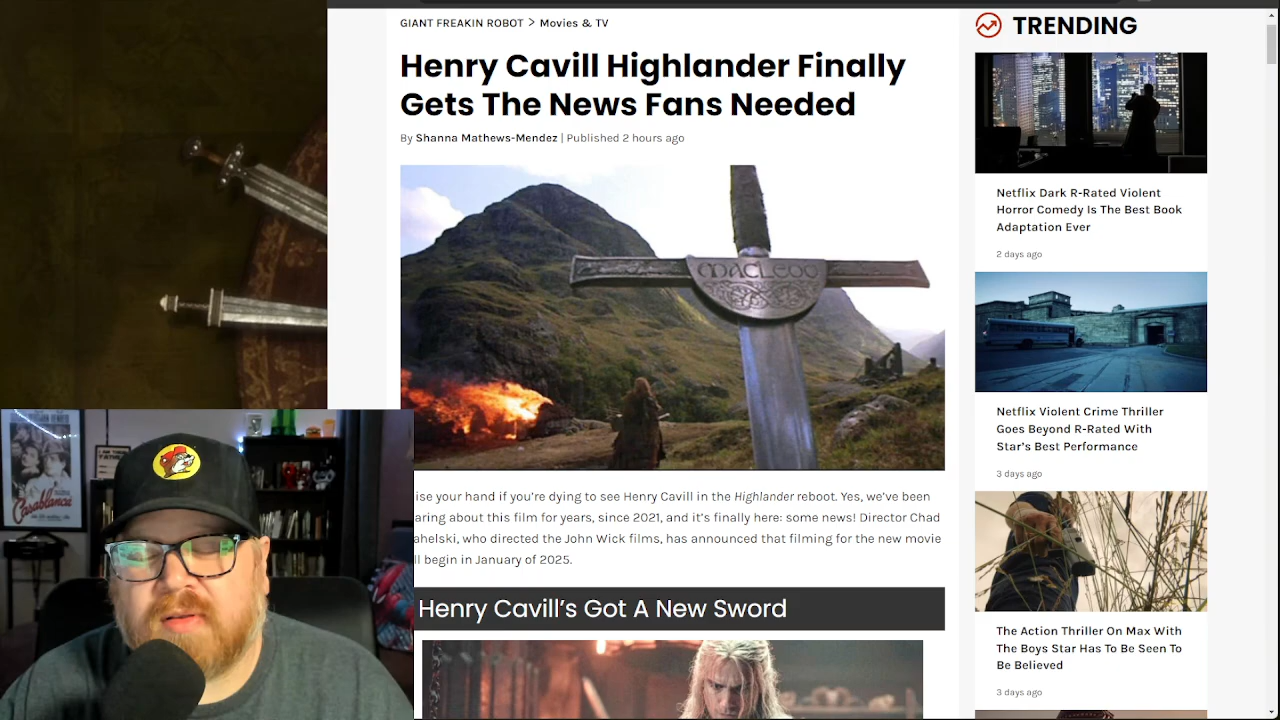 GIANT FREAKIN ROBOT > Movies & TV
Henry Cavill Highlander Finally
Gets The News Fans Needed
By Shanna Mathews-Mendez | Published 2 hours ago
MACLEOD
ise your hand if you're dying to see Henry Cavill in the Highlander reboot. Yes, we've been
aring about this film for years, since 2021, and it's finally here: some news! Director Chad
ahelski, who directed the John Wick films, has announced that filming for the new movie
ll begin in January of 2025.
Henry Cavill's Got A New Sword
TRENDING
Netflix Dark R-Rated Violent
Horror Comedy Is The Best Book
Adaptation Ever
2 days ago
Netflix Violent Crime Thriller
Goes Beyond R-Rated With
Star's Best Performance
3 days ago
The Action Thriller On Max With
The Boys Star Has To Be Seen To
Be Believed
3 days ago
Casablanca